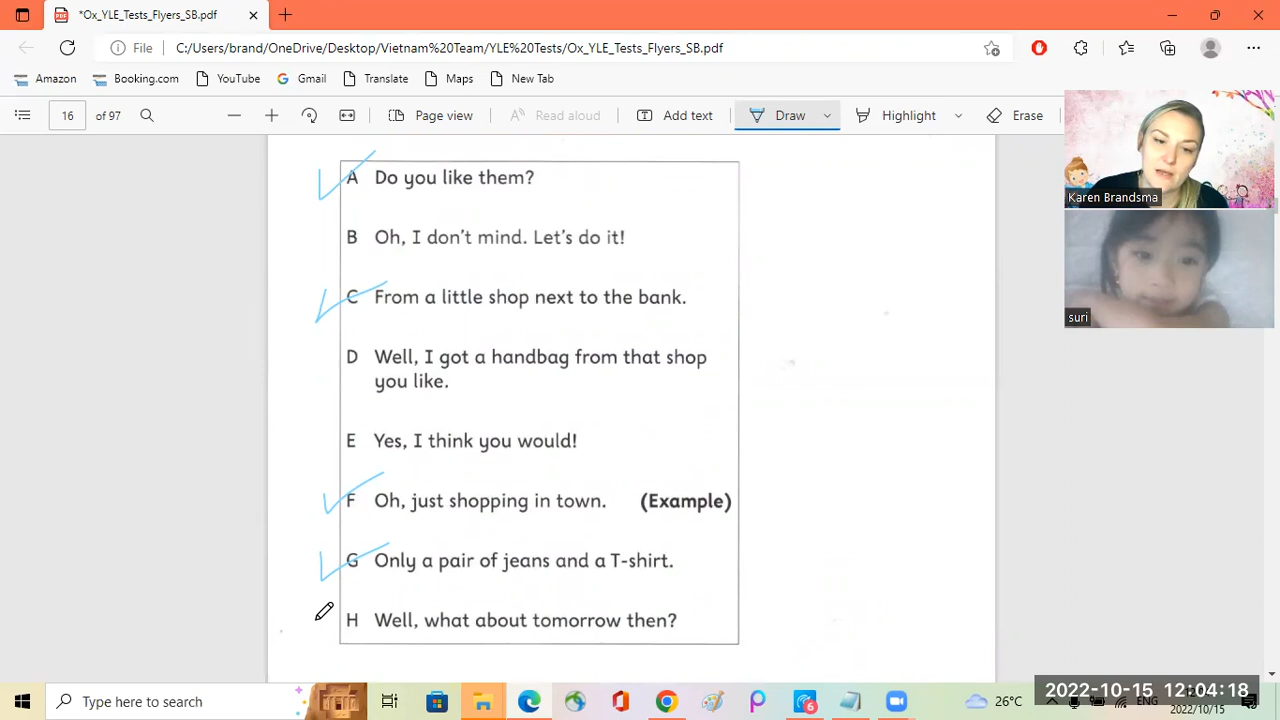 *Ox_YLE_Tests_Flyers_SB.pdf
File C:/Users/brand/OneDrive/Desktop/Vietnam%20Team/YLE%20Tests/Ox_YLE_Tests_Flyers_SB.pdf
Amazon Booking.com YouTube Gmail Translate Maps New Tab
16 of 97 Page view Read aloud Add text Draw Highlight Erase
A Do you like them?
B Oh, I don't mind. Let's do it!
C From a little shop next to the bank.
D Well, I got a handbag from that shop
you like.
E Yes, I think you would!
F Oh, just shopping in town. (Example)
G Only a pair of jeans and a T-shirt.
H Well, what about tomorrow then?
Karen Brandsma
suri
Type here to search
6
26°C
ENG
2022-10-15 12:04:18
2022/10/15